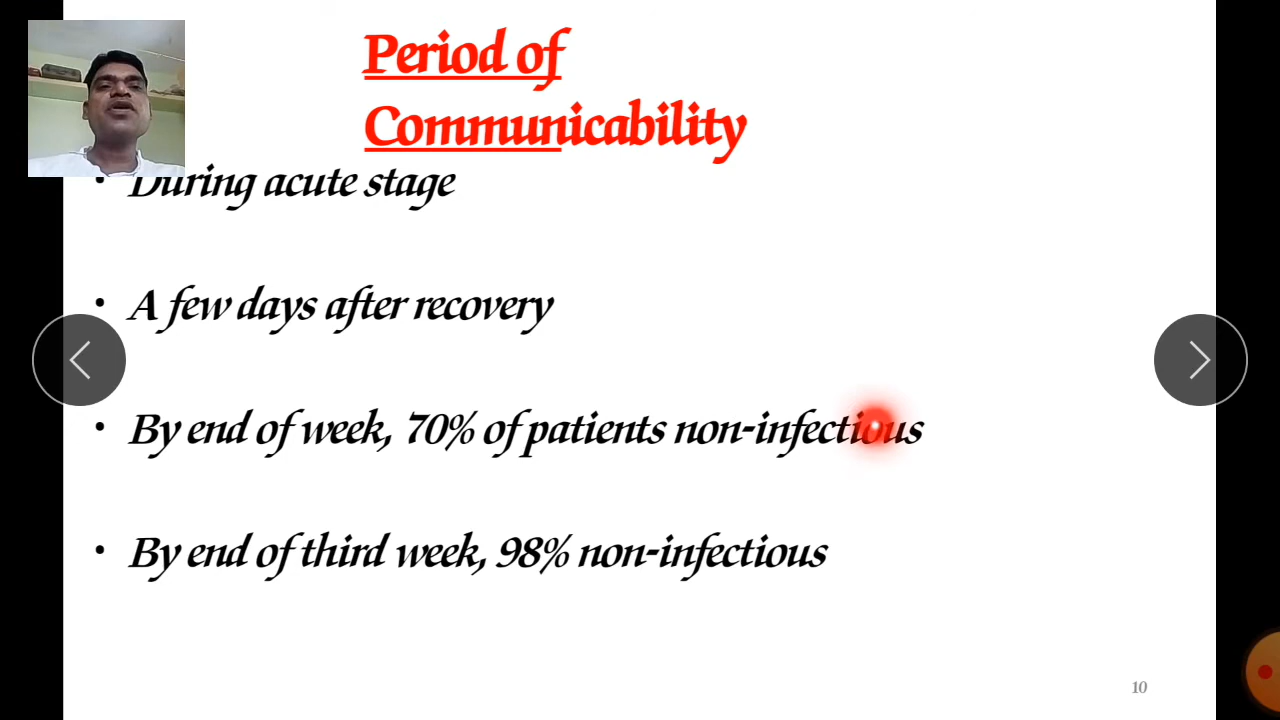 Period of
Communicability
• During acute stage
• A few days after recovery
• By end of week, 70% of patients non-infectious
• By end of third week, 98% non-infectious
10